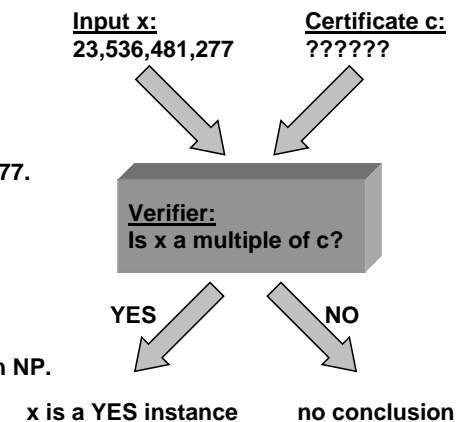 Input x: Certificate c:
23,536,481,277 ??????
77.
Verifier:
Is x a multiple of c?
YES NO
n NP.
x is a YES instance no conclusion